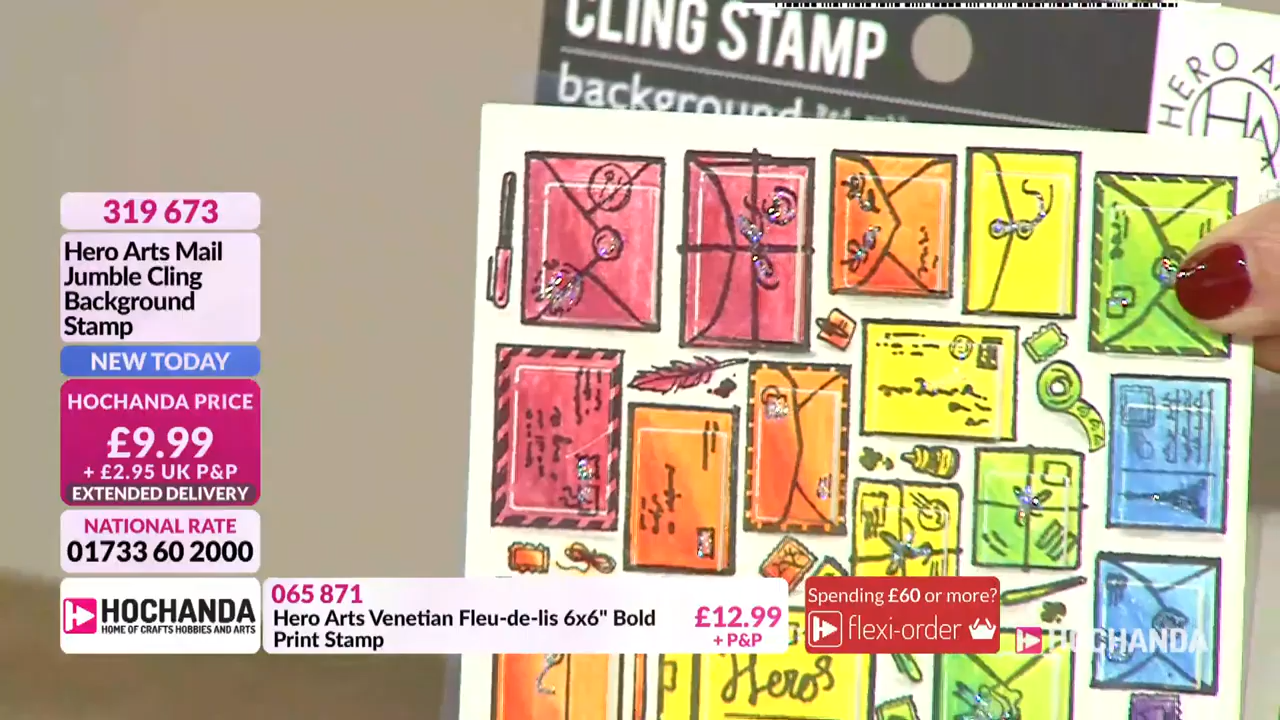 CLING STAMP
background
HERO A
319 673
Hero Arts Mail
Jumble Cling
Background
Stamp
NEW TODAY
HOCHANDA PRICE
£9.99
+ £2.95 UK P&P
EXTENDED DELIVERY
NATIONAL RATE
01733 60 2000
HOCHANDA
HOME OF CRAFTS HOBBIES AND ARTS
065 871
Hero Arts Venetian Fleu-de-lis 6x6" Bold
Print Stamp
£12.99
+ P&P
Spending £60 or more?
flexi-order
HOCHANDA
Heros